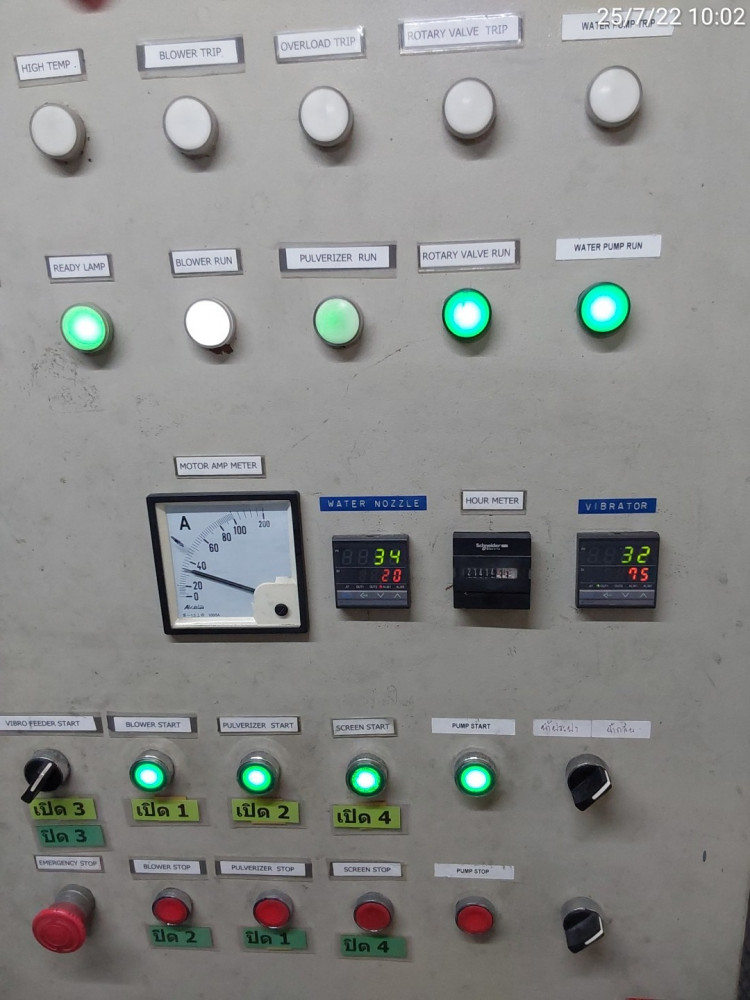 25/7/22 10:02
HIGH TEMP.
BLOWER TRIP
OVERLOAD TRIP
ROTARY VALVE TRIP
WATER PUMP TRIP
READY LAMP
BLOWER RUN
PULVERIZER RUN
ROTARY VALVE RUN
WATER PUMP RUN
MOTOR AMP METER
WATER NOZZLE
HOUR METER
VIBRATOR
A
200
100
80
60
40
20
0
34
20
Schneider
32
75
VIBRO FEEDER START
BLOWER START
PULVERIZER START
SCREEN START
PUMP START
เปิด 3
เปิด 1
เปิด 2
เปิด 4
ปิด 3
EMERGENCY STOP
BLOWER STOP
PULVERIZER STOP
SCREEN STOP
PUMP STOP
ปิด 2
ปิด 1
ปิด 4